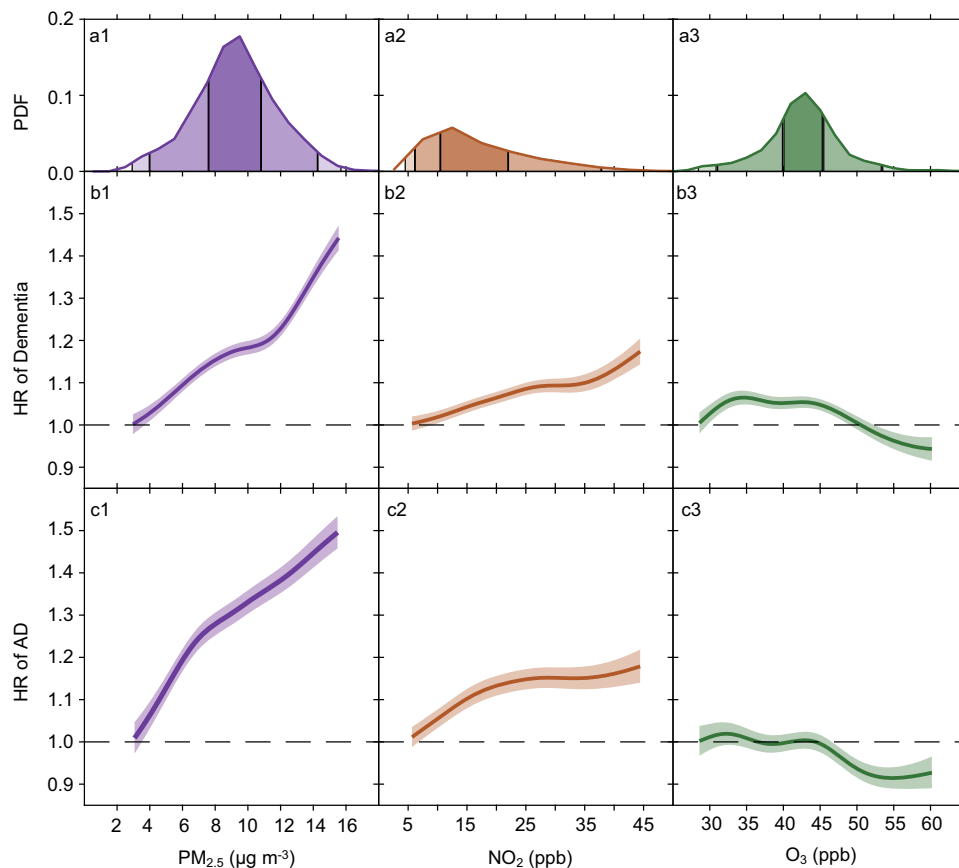 a1
a2
a3
0.2
0.1
0.0
PDF
b1
b2
b3
1.5
1.4
1.3
1.2
1.1
1.0
0.9
HR of Dementia
c1
c2
c3
1.5
1.4
1.3
1.2
1.1
1.0
0.9
HR of AD
2 4 6 8 10 12 14 16
5 15 25 35 45
30 35 40 45 50 55 60
PM2.5 (µg m-3)
NO2 (ppb)
O3 (ppb)